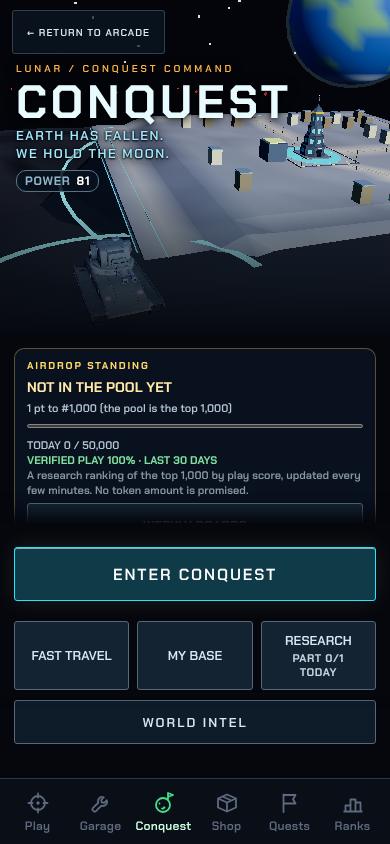 ← RETURN TO ARCADE
LUNAR / CONQUEST COMMAND
CONQUEST
EARTH HAS FALLEN.
WE HOLD THE MOON.
POWER 81
AIRDROP STANDING
NOT IN THE POOL YET
1 pt to #1,000 (the pool is the top 1,000)
TODAY 0 / 50,000
VERIFIED PLAY 100% · LAST 30 DAYS
A research ranking of the top 1,000 by play score, updated every
few minutes. No token amount is promised.
ENTER CONQUEST
FAST TRAVEL
MY BASE
RESEARCH
PART 0/1
TODAY
WORLD INTEL
Play
Garage
Conquest
Shop
Quests
Ranks